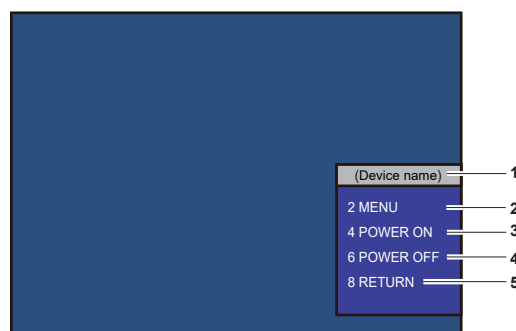 (Device name) 1
2 MENU 2
4 POWER ON 3
6 POWER OFF 4
8 RETURN 5